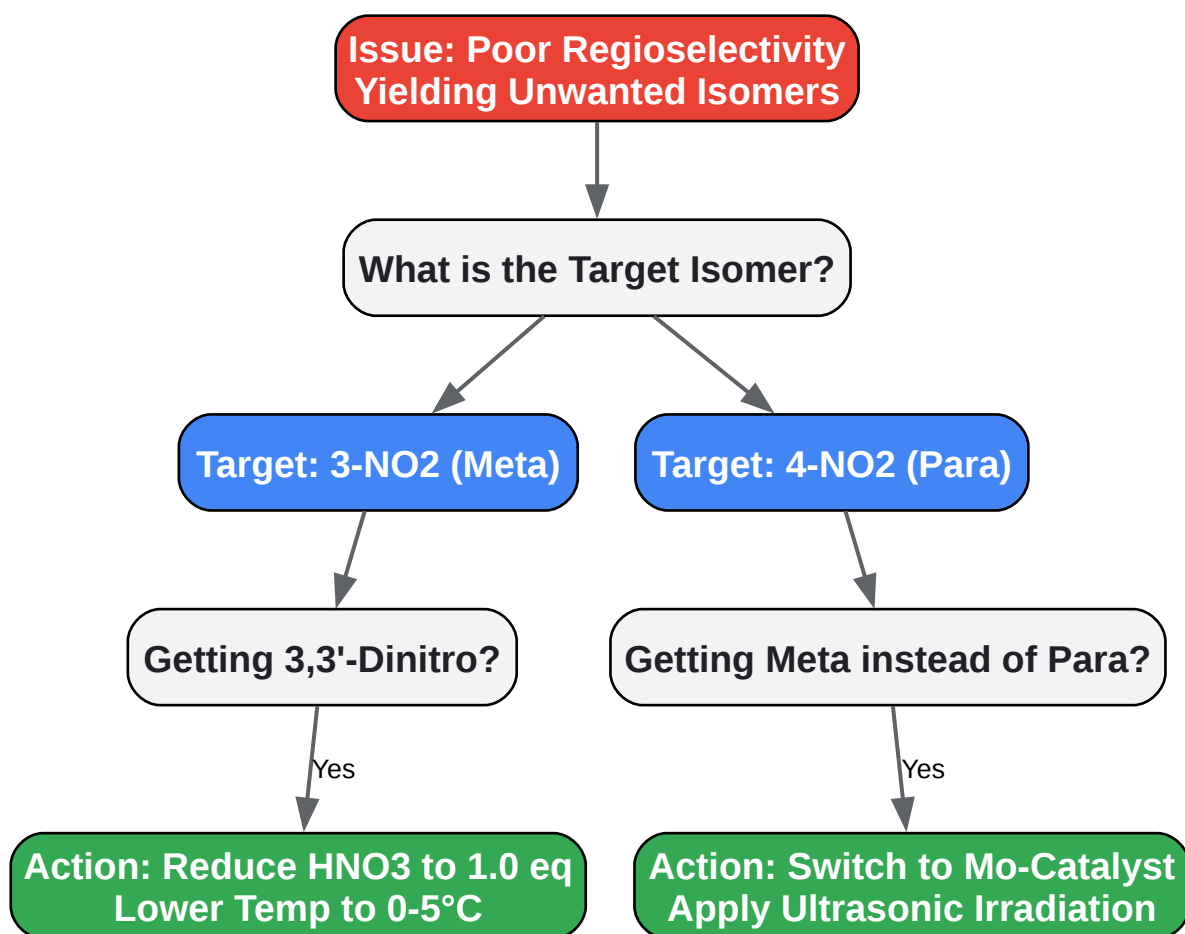 Issue: Poor Regioselectivity
Yielding Unwanted Isomers
What is the Target Isomer?
Target: 3-NO2 (Meta)
Target: 4-NO2 (Para)
Getting 3,3'-Dinitro?
Getting Meta instead of Para?
Yes
Yes
Action: Reduce HNO3 to 1.0 eq
Lower Temp to 0-5°C
Action: Switch to Mo-Catalyst
Apply Ultrasonic Irradiation